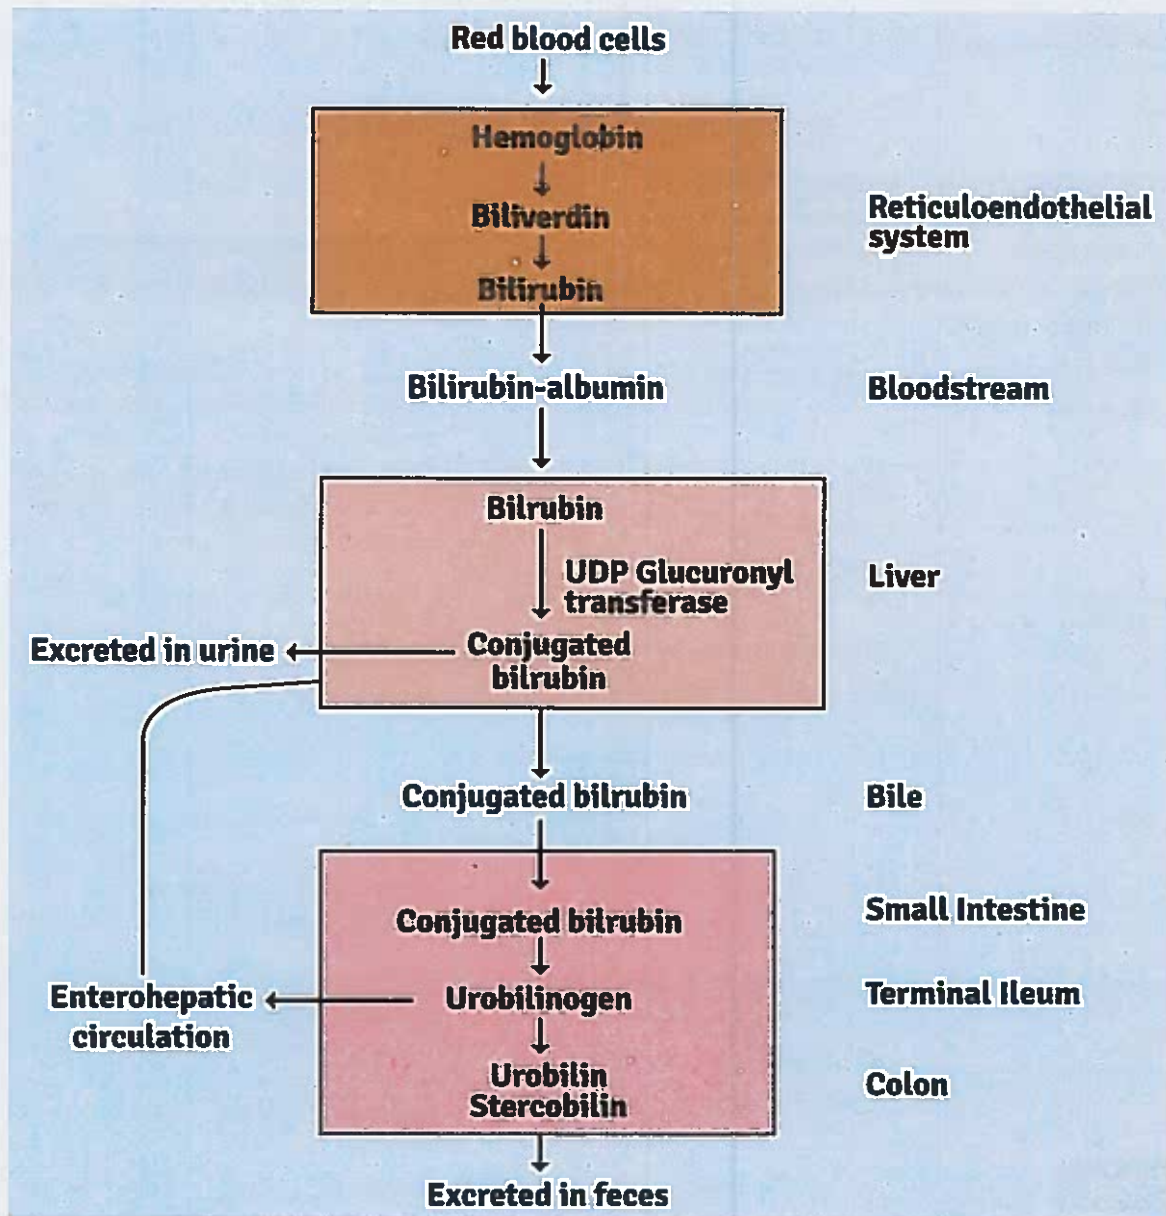 Red blood cells
Hemoglobin
Biliverdin
Bilirubin
Reticuloendothelial
system
Bilirubin-albumin
Bloodstream
Bilrubin
UDP Glucuronyl
transferase
Liver
Excreted in urine
Conjugated
bilrubin
Conjugated bilrubin
Bile
Conjugated bilrubin
Small Intestine
Enterohepatic
circulation
Urobilinogen
Terminal Ileum
Urobilin
Stercobilin
Colon
Excreted in feces